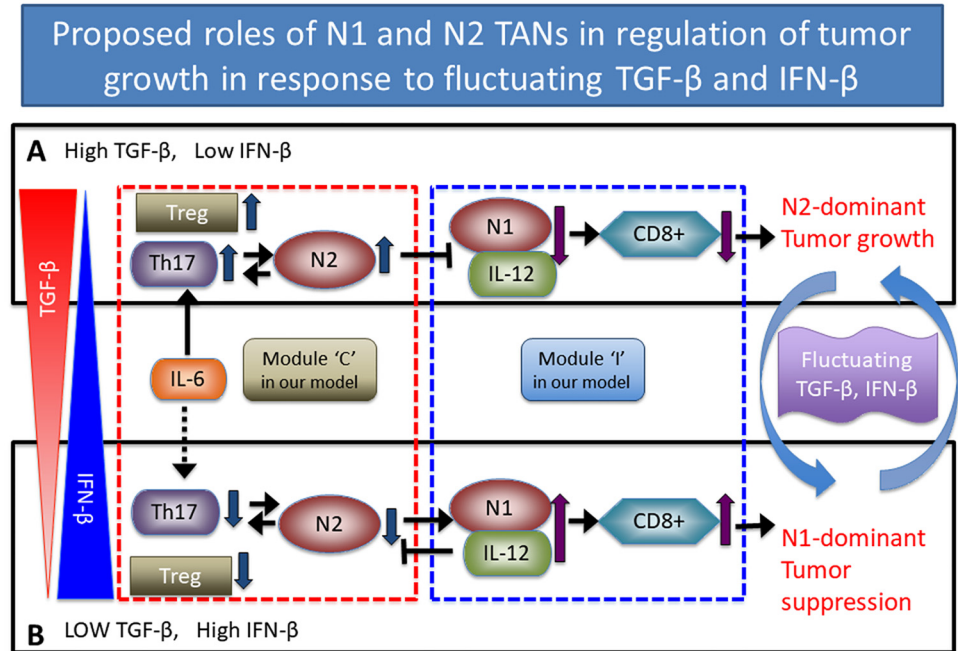 Proposed roles of N1 and N2 TANs in regulation of tumor
growth in response to fluctuating TGF-β and IFN-β
A High TGF-β, Low IFN-β
Treg
Th17
N2
N1
IL-12
CD8+
N2-dominant
Tumor growth
TGF-β
IFN-β
IL-6
Module ‘C’
in our model
Module ‘I’
in our model
Fluctuating
TGF-β, IFN-β
Th17
N2
Treg
N1
IL-12
CD8+
N1-dominant
Tumor
suppression
B LOW TGF-β, High IFN-β